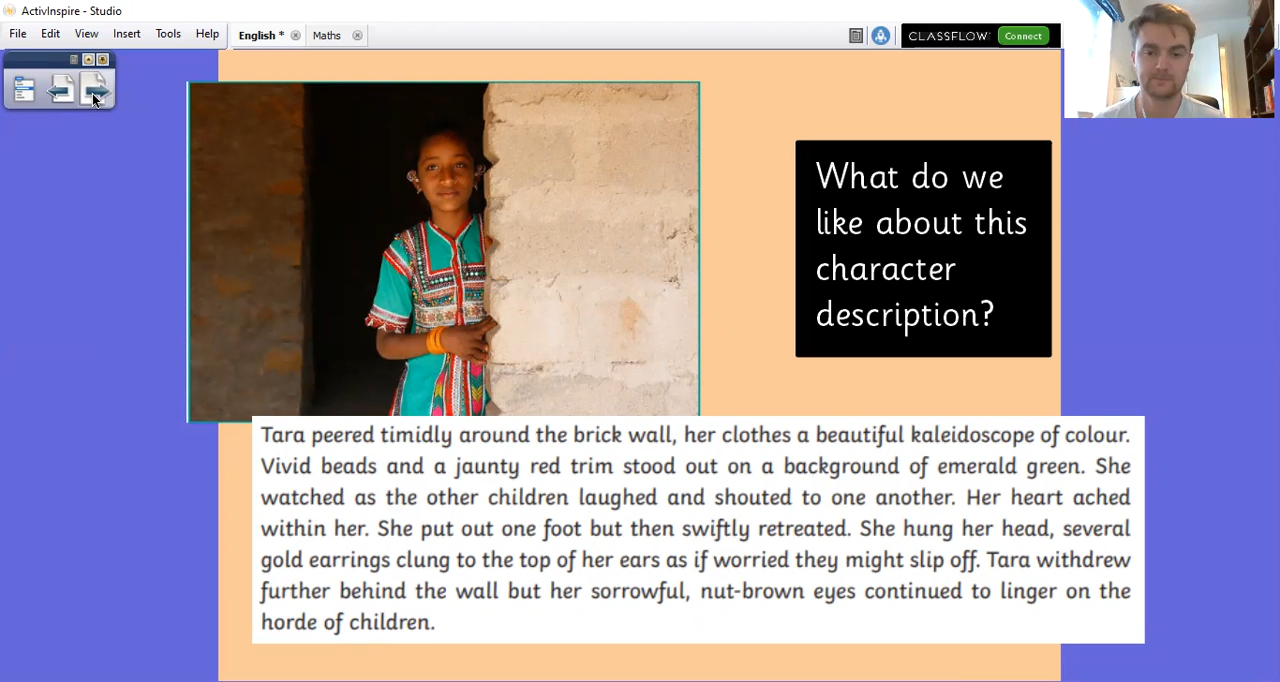 ActivInspire - Studio
File Edit View Insert Tools Help English * Maths CLASSFLOW Connect
What do we
like about this
character
description?
Tara peered timidly around the brick wall, her clothes a beautiful kaleidoscope of colour.
Vivid beads and a jaunty red trim stood out on a background of emerald green. She
watched as the other children laughed and shouted to one another. Her heart ached
within her. She put out one foot but then swiftly retreated. She hung her head, several
gold earrings clung to the top of her ears as if worried they might slip off. Tara withdrew
further behind the wall but her sorrowful, nut-brown eyes continued to linger on the
horde of children.